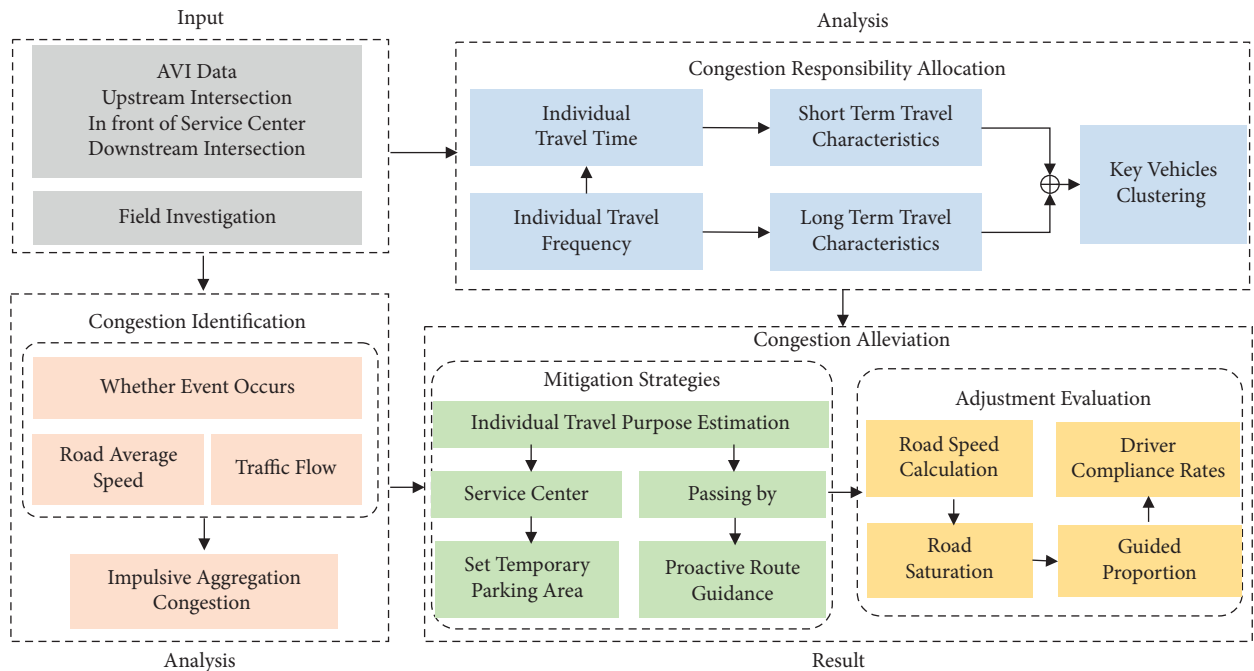 Input
AVI Data
Upstream Intersection
In front of Service Center
Downstream Intersection
Field Investigation
Analysis
Congestion Responsibility Allocation
Individual
Travel Time
Short Term Travel
Characteristics
Individual Travel
Frequency
Long Term Travel
Characteristics
Key Vehicles
Clustering
Congestion Identification
Whether Event Occurs
Road Average
Speed
Traffic Flow
Impulsive Aggregation
Congestion
Analysis
Congestion Alleviation
Mitigation Strategies
Individual Travel Purpose Estimation
Service Center
Passing by
Set Temporary
Parking Area
Proactive Route
Guidance
Adjustment Evaluation
Road Speed
Calculation
Driver
Compliance Rates
Road
Saturation
Guided
Proportion
Result